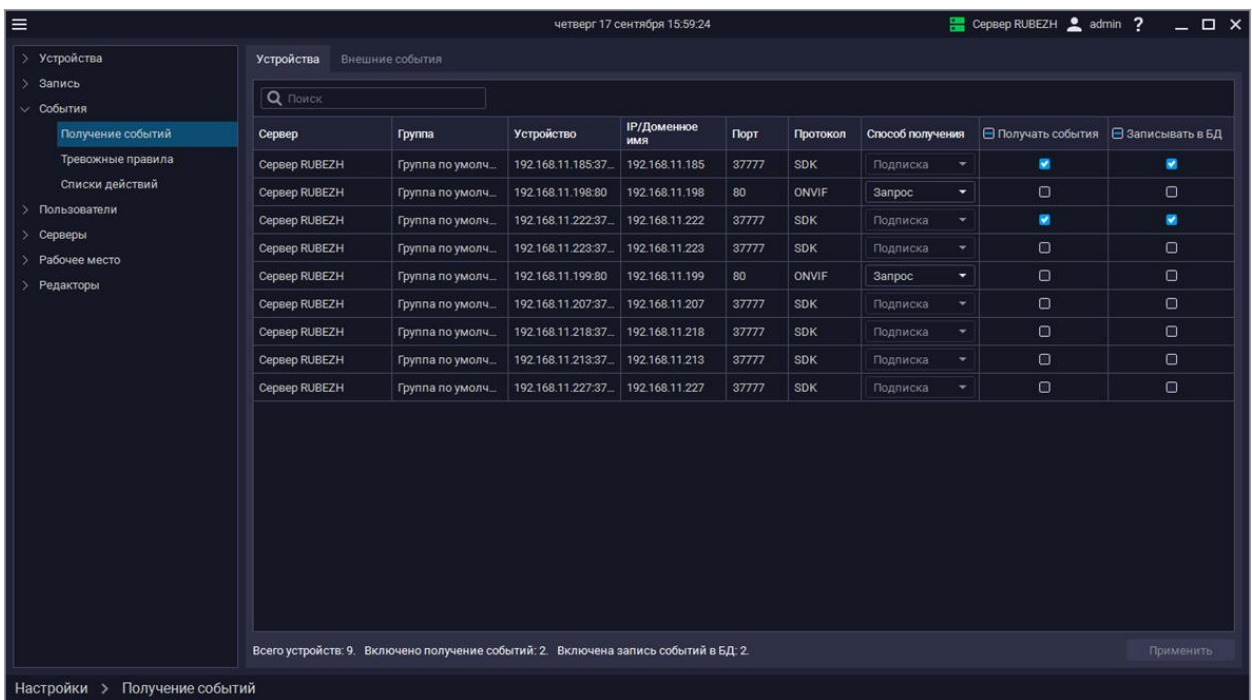 четверг 17 сентября 15:59:24 Сервер RUBEZH admin ?
Устройства
Запись
События
Получение событий
Тревожные правила
Списки действий
Пользователи
Серверы
Рабочее место
Редакторы
Устройства Внешние события
Поиск
Сервер Группа Устройство IP/Доменное имя Порт Протокол Способ получения Получать события Записывать в БД
Сервер RUBEZH Группа по умолч... 192.168.11.185:37... 192.168.11.185 37777 SDK Подписка
Сервер RUBEZH Группа по умолч... 192.168.11.198:80 192.168.11.198 80 ONVIF Запрос
Сервер RUBEZH Группа по умолч... 192.168.11.222:37... 192.168.11.222 37777 SDK Подписка
Сервер RUBEZH Группа по умолч... 192.168.11.223:37... 192.168.11.223 37777 SDK Подписка
Сервер RUBEZH Группа по умолч... 192.168.11.199:80 192.168.11.199 80 ONVIF Запрос
Сервер RUBEZH Группа по умолч... 192.168.11.207:37... 192.168.11.207 37777 SDK Подписка
Сервер RUBEZH Группа по умолч... 192.168.11.218:37... 192.168.11.218 37777 SDK Подписка
Сервер RUBEZH Группа по умолч... 192.168.11.213:37... 192.168.11.213 37777 SDK Подписка
Сервер RUBEZH Группа по умолч... 192.168.11.227:37... 192.168.11.227 37777 SDK Подписка
Всего устройств: 9. Включено получение событий: 2. Включена запись событий в БД: 2. Применить
Настройки > Получение событий